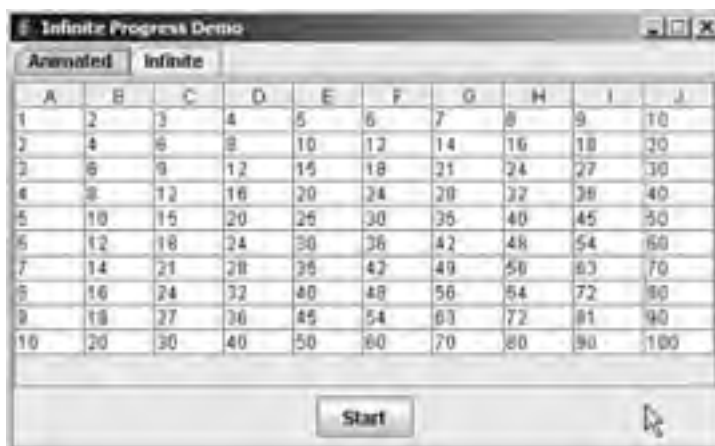 Infinite Progress Demo
Animated Infinite
A B C D E F G H I J
1 2 3 4 5 6 7 8 9 10
2 4 6 8 10 12 14 16 18 20
3 6 9 12 15 18 21 24 27 30
4 8 12 16 20 24 28 32 36 40
5 10 15 20 25 30 35 40 45 50
6 12 18 24 30 36 42 48 54 60
7 14 21 28 35 42 49 56 63 70
8 16 24 32 40 48 56 64 72 80
9 18 27 36 45 54 63 72 81 90
10 20 30 40 50 60 70 80 90 100
Start